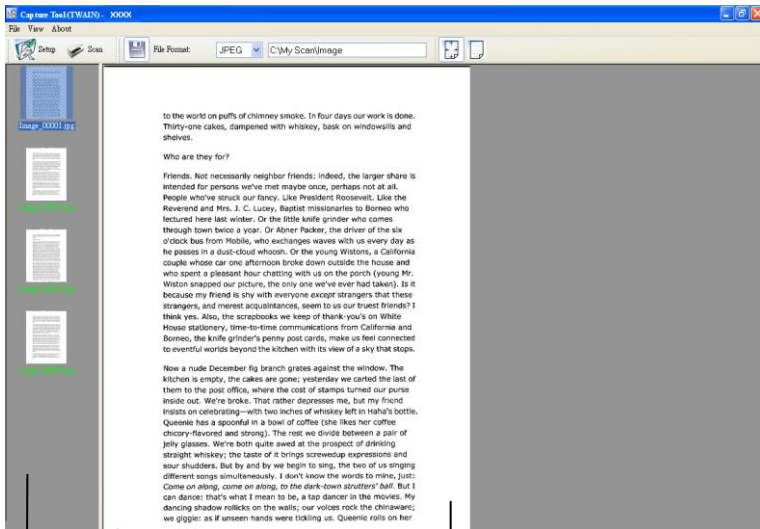 Capture Tool(TWAIN) - XXXX
File View About
Setup Scan File Format: JPEG C:\My Scan\Image
Image_00001.jpg
to the world on puffs of chimney smoke. In four days our work is done.
Thirty-one cakes, dampened with whiskey, bask on windowsills and
shelves.
Who are they for?
Friends. Not necessarily neighbor friends: indeed, the larger share is
intended for persons we've met maybe once, perhaps not at all.
People who've struck our fancy. Like President Roosevelt. Like the
Reverend and Mrs. J. C. Lucey, Baptist missionaries to Borneo who
lectured here last winter. Or the little knife grinder who comes
through town twice a year. Or Abner Packer, the driver of the six
o'clock bus from Mobile, who exchanges waves with us every day as
he passes in a dust-cloud whoosh. Or the young Wistons, a California
couple whose car one afternoon broke down outside the house and
who spent a pleasant hour chatting with us on the porch (young Mr.
Wiston snapped our picture, the only one we've ever had taken). Is it
because my friend is shy with everyone except strangers that these
strangers, and merest acquaintances, seem to us our truest friends? I
think yes. Also, the scrapbooks we keep of thank-you's on White
House stationery, time-to-time communications from California and
Borneo, the knife grinder's penny post cards, make us feel connected
to eventful worlds beyond the kitchen with its view of a sky that stops.
Now a nude December fig branch grates against the window. The
kitchen is empty, the cakes are gone; yesterday we carted the last of
them to the post office, where the cost of stamps turned our purse
inside out. We're broke. That rather depresses me, but my friend
insists on celebrating—with two inches of whiskey left in Haha's bottle.
Queenie has a spoonful in a bowl of coffee (she likes her coffee
chicory-flavored and strong). The rest we divide between a pair of
jelly glasses. We're both quite awed at the prospect of drinking
straight whiskey; the taste of it brings screwedup expressions and
sour shudders. But by and by we begin to sing, the two of us singing
different songs simultaneously. I don't know the words to mine, just:
Come on along, come on along, to the dark-town strutters' ball. But I
can dance: that's what I mean to be, a tap dancer in the movies. My
dancing shadow rollicks on the walls; our voices rock the chinaware;
we giggle: as if unseen hands were tickling us. Queenie rolls on her